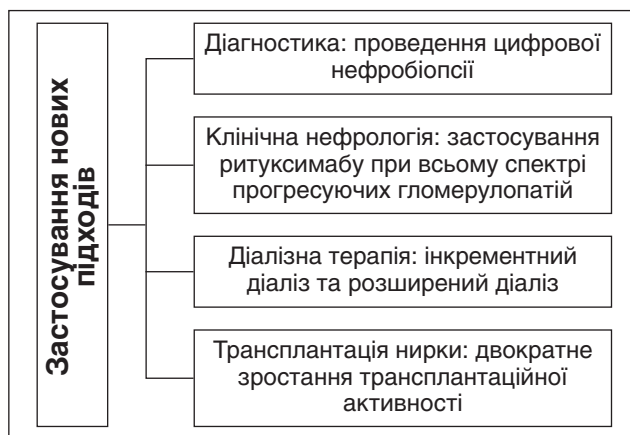 Застосування нових
підходів
Діагностика: проведення цифрової
нефробіопсії
Клінічна нефрологія: застосування
ритуксимабу при всьому спектрі
прогресуючих гломерулопатій
Діалізна терапія: інкрементний
діаліз та розширений діаліз
Трансплантація нирки: двократне
зростання трансплантаційної
активності